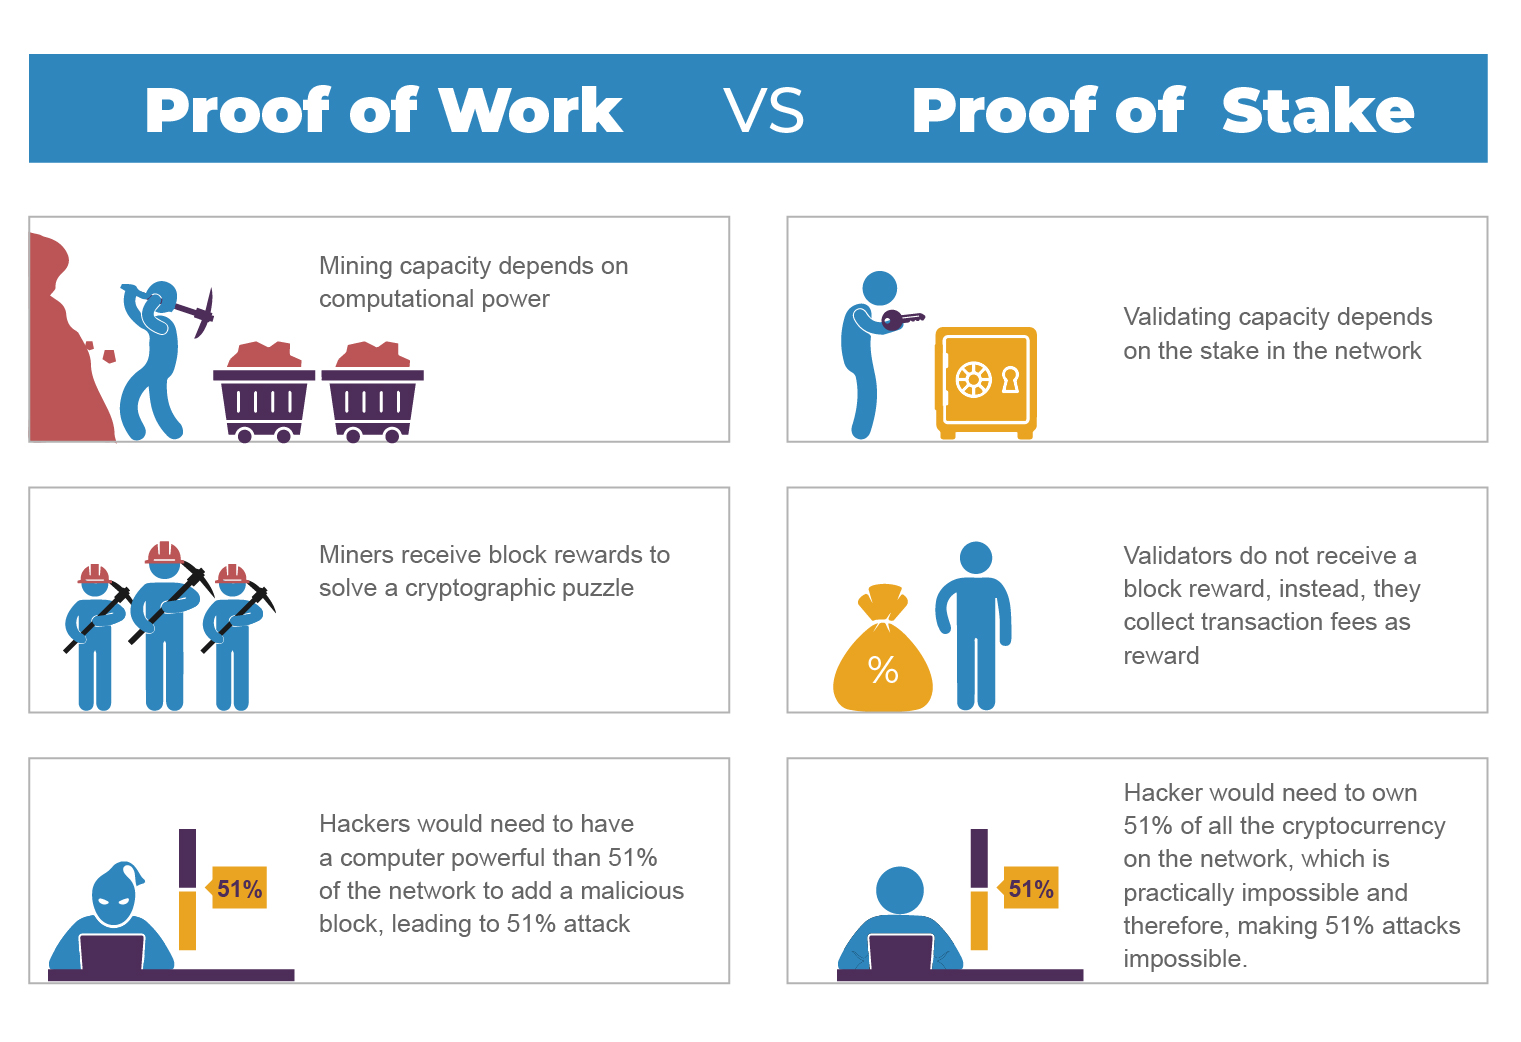 Proof of Work VS Proof of Stake
Mining capacity depends on
computational power
Validating capacity depends
on the stake in the network
Miners receive block rewards to
solve a cryptographic puzzle
%
Validators do not receive a
block reward, instead, they
collect transaction fees as
reward
51%
Hackers would need to have
a computer powerful than 51%
of the network to add a malicious
block, leading to 51% attack
51%
Hacker would need to own
51% of all the cryptocurrency
on the network, which is
practically impossible and
therefore, making 51% attacks
impossible.